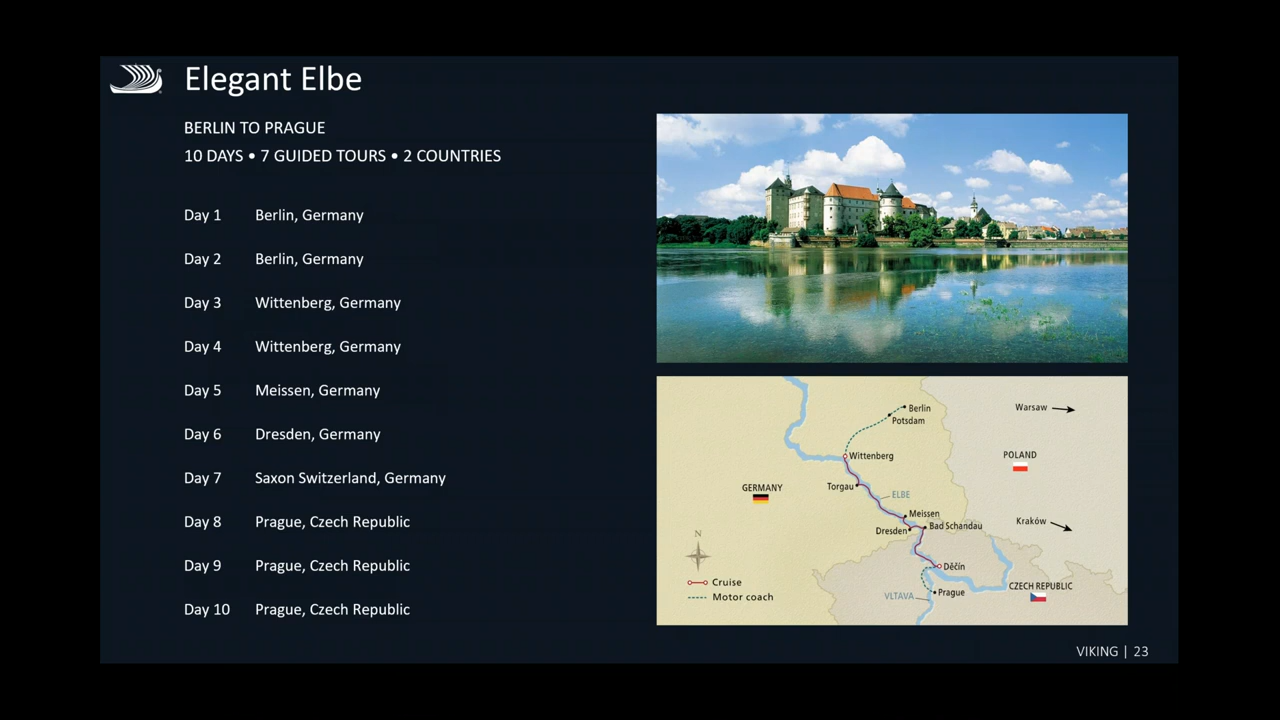 Elegant Elbe
BERLIN TO PRAGUE
10 DAYS • 7 GUIDED TOURS • 2 COUNTRIES
Day 1 Berlin, Germany
Day 2 Berlin, Germany
Day 3 Wittenberg, Germany
Day 4 Wittenberg, Germany
Day 5 Meissen, Germany
Day 6 Dresden, Germany
Day 7 Saxon Switzerland, Germany
Day 8 Prague, Czech Republic
Day 9 Prague, Czech Republic
Day 10 Prague, Czech Republic
Berlin
Potsdam
Warsaw
Wittenberg
POLAND
GERMANY
Torgau
ELBE
Meissen
Dresden
Bad Schandau
Kraków
N
Děčín
Cruise
Motor coach
VLTAVA
Prague
CZECH REPUBLIC
VIKING | 23